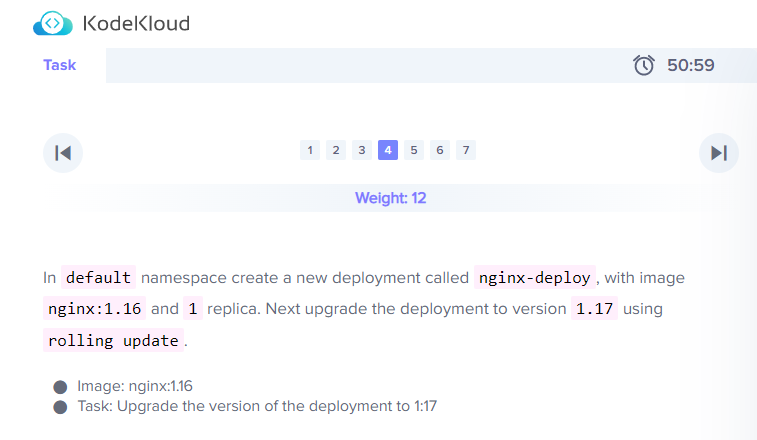 KodeKloud
Task
50:59
1 2 3 4 5 6 7
Weight: 12
In default namespace create a new deployment called nginx-deploy, with image
nginx:1.16 and 1 replica. Next upgrade the deployment to version 1.17 using
rolling update.
Image: nginx:1.16
Task: Upgrade the version of the deployment to 1:17